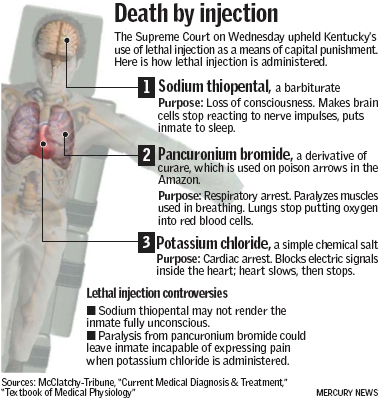 Death by injection
The Supreme Court on Wednesday upheld Kentucky's
use of lethal injection as a means of capital punishment.
Here is how lethal injection is administered.
1 Sodium thiopental, a barbiturate
Purpose: Loss of consciousness. Makes brain
cells stop reacting to nerve impulses, puts
inmate to sleep.
2 Pancuronium bromide, a derivative of
curare, which is used on poison arrows in the
Amazon.
Purpose: Respiratory arrest. Paralyzes muscles
used in breathing. Lungs stop putting oxygen
into red blood cells.
3 Potassium chloride, a simple chemical salt
Purpose: Cardiac arrest. Blocks electric signals
inside the heart; heart slows, then stops.
Lethal injection controversies
■ Sodium thiopental may not render the
inmate fully unconscious.
■ Paralysis from pancuronium bromide could
leave inmate incapable of expressing pain
when potassium chloride is administered.
Sources: McClatchy-Tribune, "Current Medical Diagnosis & Treatment,"
"Textbook of Medical Physiology"
MERCURY NEWS